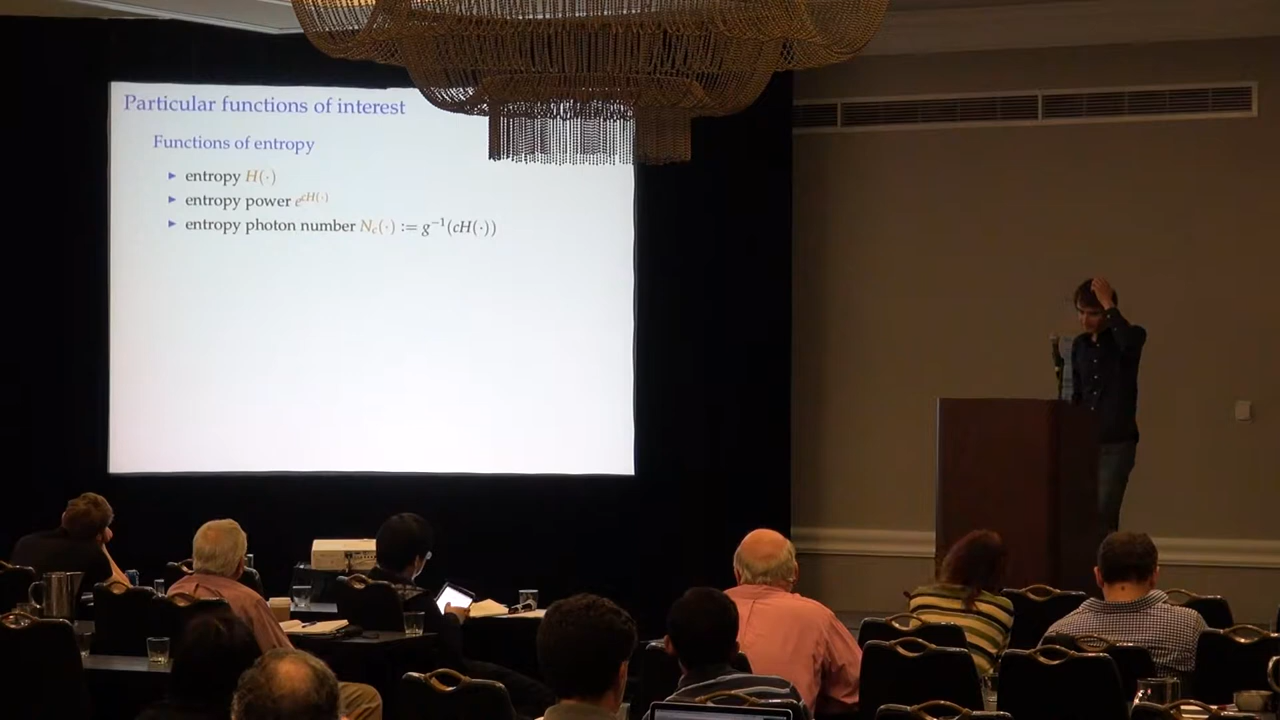 Particular functions of interest
Functions of entropy
▶ entropy H(·)
▶ entropy power e^{cH(·)}
▶ entropy photon number N_c(·) := g^{-1}(cH(·))